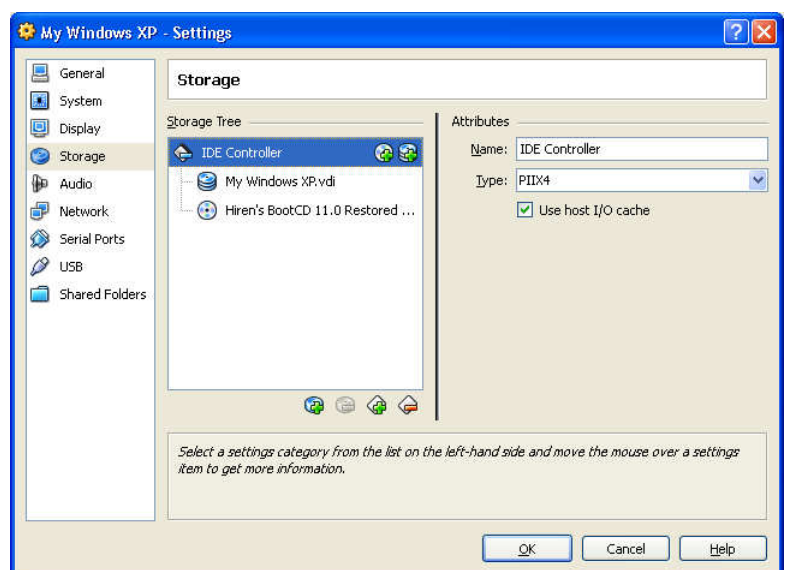 My Windows XP - Settings
General
System
Display
Storage
Audio
Network
Serial Ports
USB
Shared Folders
Storage
Storage Tree
IDE Controller
My Windows XP.vdi
Hiren's BootCD 11.0 Restored ...
Attributes
Name: IDE Controller
Type: PIIX4
Use host I/O cache
Select a settings category from the list on the left-hand side and move the mouse over a settings
item to get more information.
OK Cancel Help